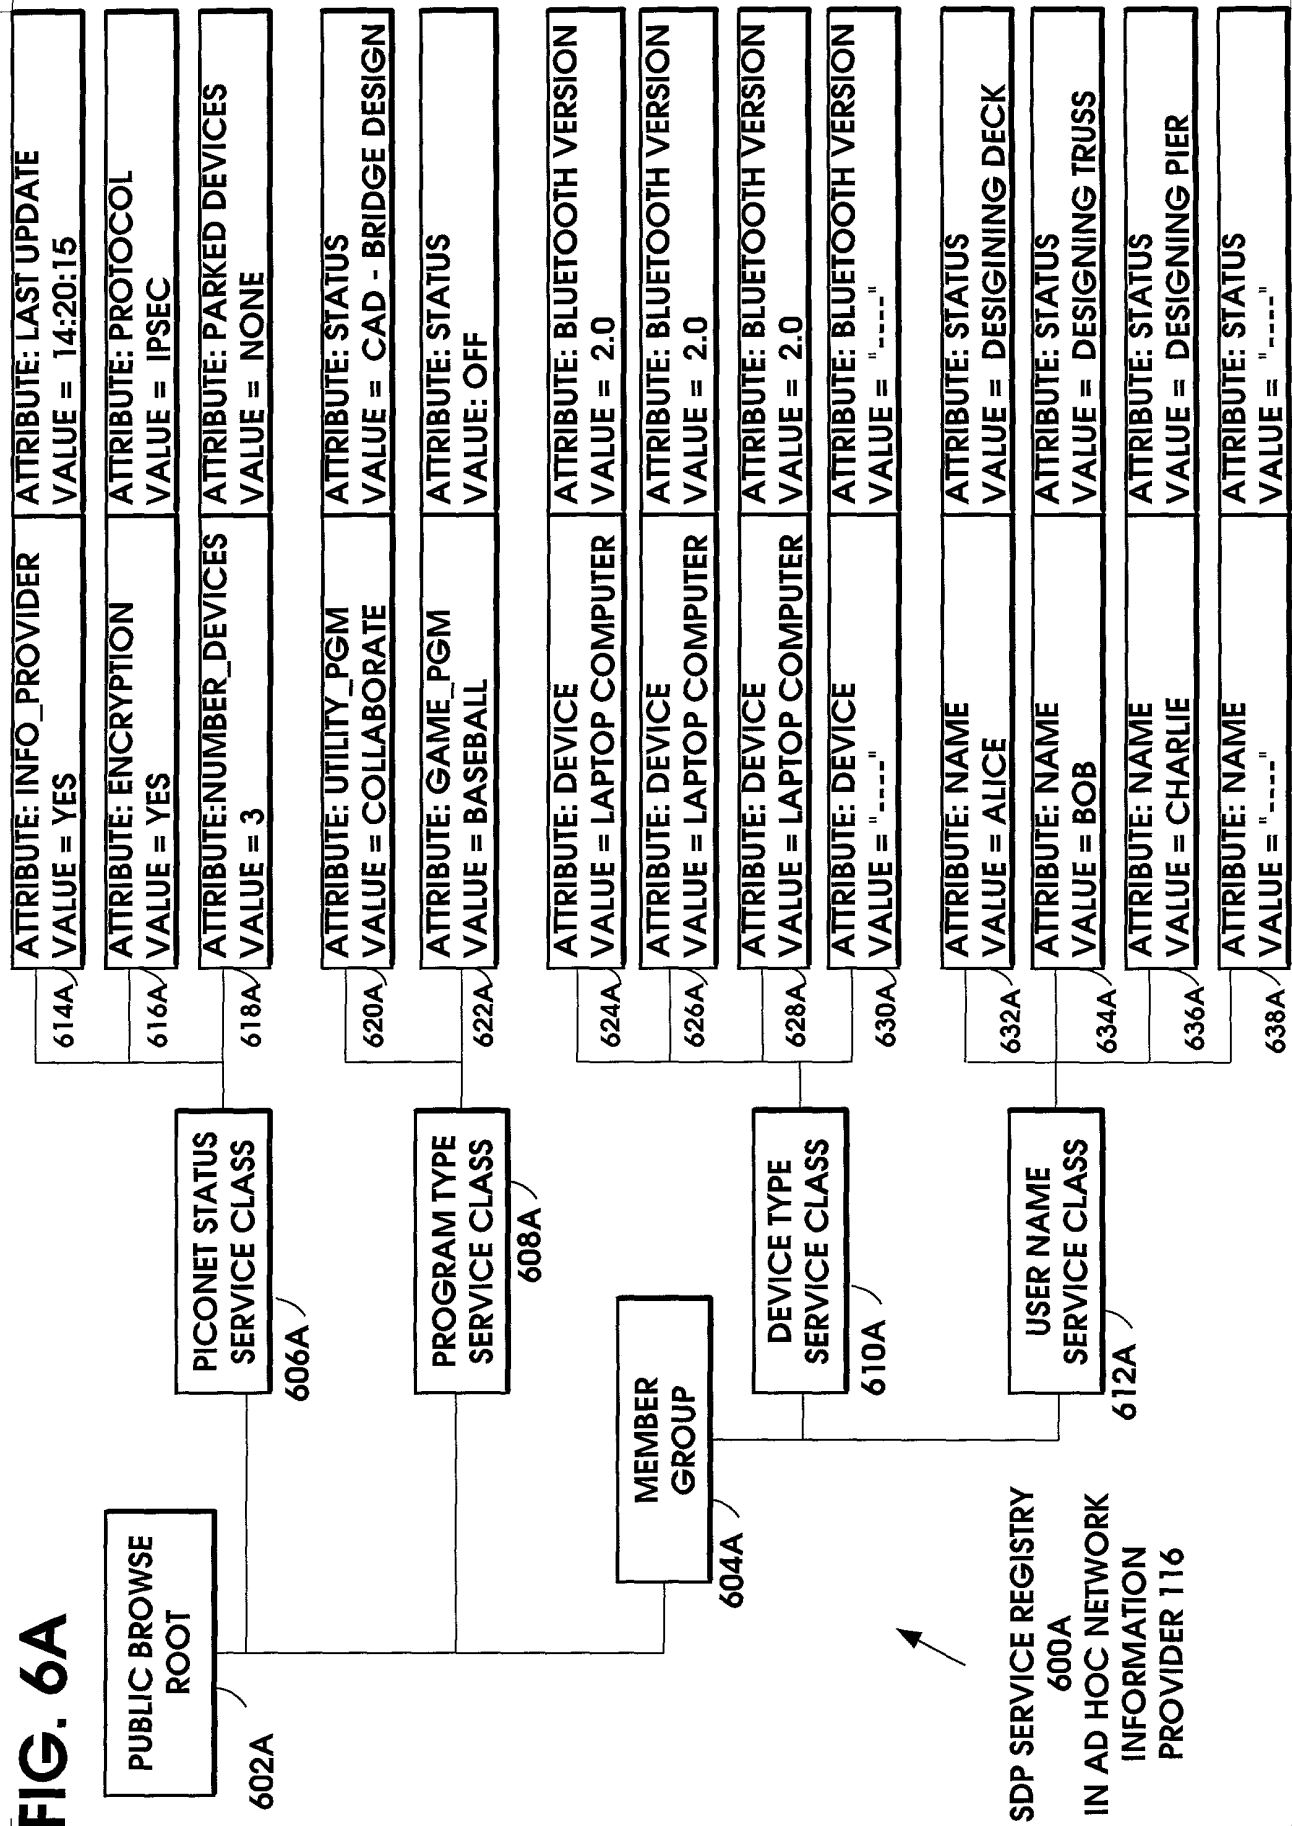 FIG. 6A
PUBLIC BROWSE
ROOT
602A
PICONET STATUS
SERVICE CLASS
606A
ATTRIBUTE: INFO_PROVIDER
VALUE = YES
ATTRIBUTE: LAST UPDATE
VALUE = 14:20:15
614A
ATTRIBUTE: ENCRYPTION
VALUE = YES
ATTRIBUTE: PROTOCOL
VALUE = IPSEC
616A
ATTRIBUTE:NUMBER_DEVICES
VALUE = 3
ATTRIBUTE: PARKED DEVICES
VALUE = NONE
618A
PROGRAM TYPE
SERVICE CLASS
608A
ATTRIBUTE: UTILITY_PGM
VALUE = COLLABORATE
ATTRIBUTE: STATUS
VALUE = CAD - BRIDGE DESIGN
620A
ATTRIBUTE: GAME_PGM
VALUE = BASEBALL
ATTRIBUTE: STATUS
VALUE: OFF
622A
MEMBER
GROUP
604A
DEVICE TYPE
SERVICE CLASS
610A
ATTRIBUTE: DEVICE
VALUE = LAPTOP COMPUTER
ATTRIBUTE: BLUETOOTH VERSION
VALUE = 2.0
624A
ATTRIBUTE: DEVICE
VALUE = LAPTOP COMPUTER
ATTRIBUTE: BLUETOOTH VERSION
VALUE = 2.0
626A
ATTRIBUTE: DEVICE
VALUE = LAPTOP COMPUTER
ATTRIBUTE: BLUETOOTH VERSION
VALUE = 2.0
628A
ATTRIBUTE: DEVICE
VALUE = "----"
ATTRIBUTE: BLUETOOTH VERSION
VALUE = "----"
630A
USER NAME
SERVICE CLASS
612A
ATTRIBUTE: NAME
VALUE = ALICE
ATTRIBUTE: STATUS
VALUE = DESIGINING DECK
632A
ATTRIBUTE: NAME
VALUE = BOB
ATTRIBUTE: STATUS
VALUE = DESIGNING TRUSS
634A
ATTRIBUTE: NAME
VALUE = CHARLIE
ATTRIBUTE: STATUS
VALUE = DESIGNING PIER
636A
ATTRIBUTE: NAME
VALUE = "----"
ATTRIBUTE: STATUS
VALUE = "----"
638A
SDP SERVICE REGISTRY
600A
IN AD HOC NETWORK
INFORMATION
PROVIDER 116